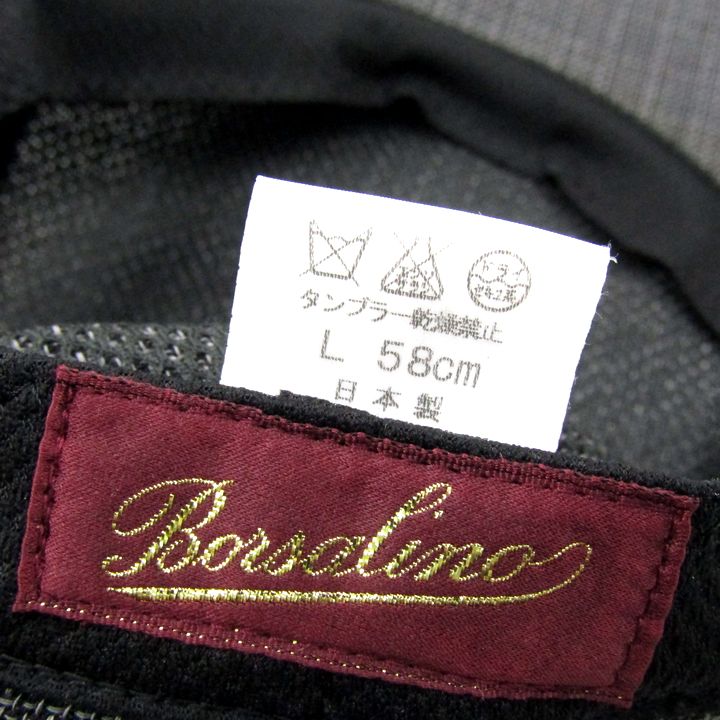 タンブラー乾燥禁止
L 58cm
日本製
Borsalino